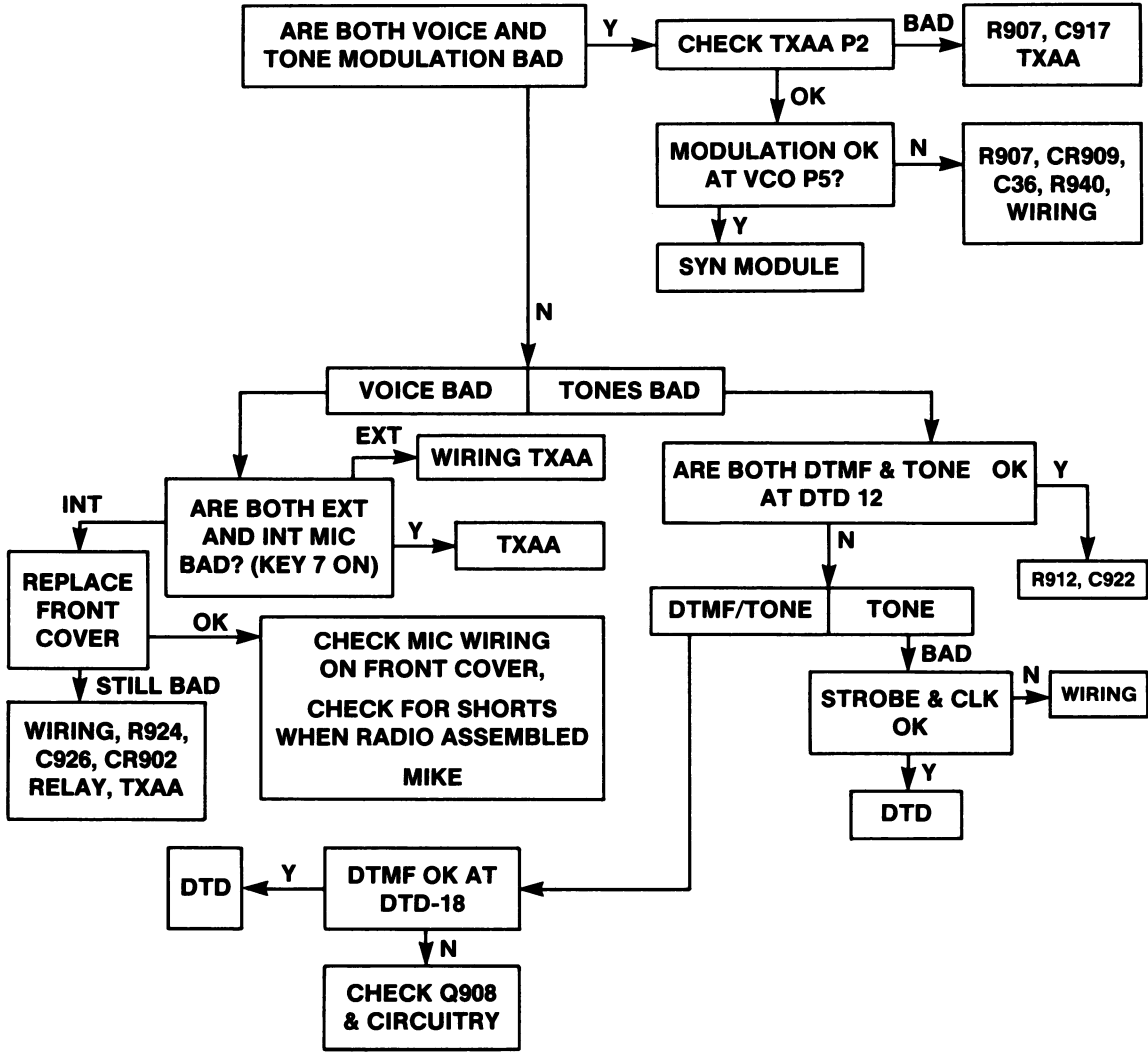 ARE BOTH VOICE AND
TONE MODULATION BAD
Y
CHECK TXAA P2
BAD
R907, C917
TXAA
OK
MODULATION OK
AT VCO P5?
N
R907, CR909,
C36, R940,
WIRING
Y
SYN MODULE
N
VOICE BAD
TONES BAD
EXT
WIRING TXAA
INT
ARE BOTH EXT
AND INT MIC
BAD? (KEY 7 ON)
Y
TXAA
REPLACE
FRONT
COVER
OK
CHECK MIC WIRING
ON FRONT COVER,
CHECK FOR SHORTS
WHEN RADIO ASSEMBLED
MIKE
STILL BAD
WIRING, R924,
C926, CR902
RELAY, TXAA
ARE BOTH DTMF & TONE OK
AT DTD 12
Y
R912, C922
N
DTMF/TONE
TONE
BAD
STROBE & CLK
OK
N
WIRING
Y
DTD
DTMF OK AT
DTD-18
Y
DTD
N
CHECK Q908
& CIRCUITRY